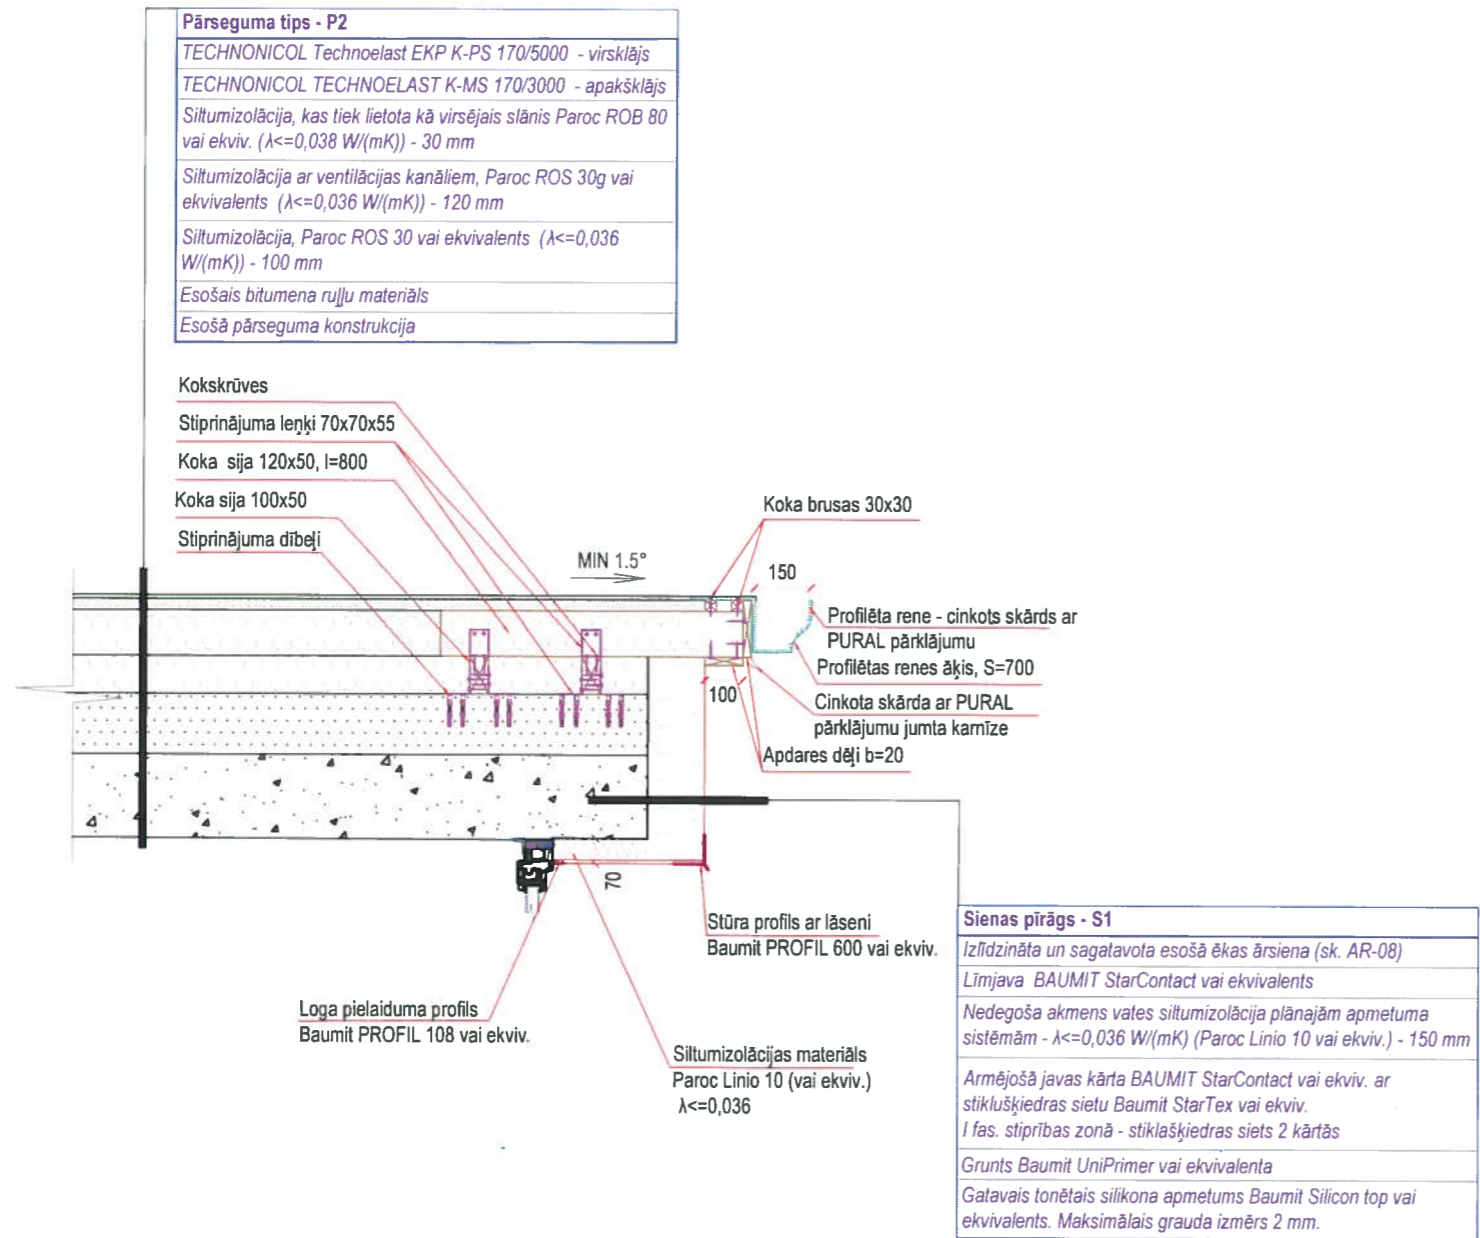 Pārseguma tips - P2
TECHNONICOL Technoelast EKP K-PS 170/5000 - virsklājs
TECHNONICOL TECHNOELAST K-MS 170/3000 - apakšklājs
Siltumizolācija, kas tiek lietota kā virsējais slānis Paroc ROB 80
vai ekviv. (λ<=0,038 W/(mK)) - 30 mm
Siltumizolācija ar ventilācijas kanāliem, Paroc ROS 30g vai
ekvivalents (λ<=0,036 W/(mK)) - 120 mm
Siltumizolācija, Paroc ROS 30 vai ekvivalents (λ<=0,036
W/(mK)) - 100 mm
Esošais bitumena ruļļu materiāls
Esošā pārseguma konstrukcija
Kokskrūves
Stiprinājuma leņķi 70x70x55
Koka sija 120x50, l=800
Koka sija 100x50
Stiprinājuma dībeļi
MIN 1.5°
Koka brusas 30x30
150
Profilēta rene - cinkots skārds ar
PURAL pārklājumu
Profilētas renes āķis, S=700
100
Cinkota skārda ar PURAL
pārklājumu jumta karnīze
Apdares dēļi b=20
70
Stūra profils ar lāseni
Baumit PROFIL 600 vai ekviv.
Loga pielaiduma profils
Baumit PROFIL 108 vai ekviv.
Siltumizolācijas materiāls
Paroc Linio 10 (vai ekviv.)
λ<=0,036
Sienas pīrāgs - S1
Izlīdzināta un sagatavota esošā ēkas ārsiena (sk. AR-08)
Līmjava BAUMIT StarContact vai ekvivalents
Nedegoša akmens vates siltumizolācija plānajām apmetuma
sistēmām - λ<=0,036 W/(mK) (Paroc Linio 10 vai ekviv.) - 150 mm
Armējošā javas kārta BAUMIT StarContact vai ekviv. ar
stiklušķiedras sietu Baumit StarTex vai ekviv.
I fas. stiprības zonā - stiklašķiedras siets 2 kārtās
Grunts Baumit UniPrimer vai ekvivalenta
Gatavais tonētais silikona apmetums Baumit Silicon top vai
ekvivalents. Maksimālais grauda izmērs 2 mm.